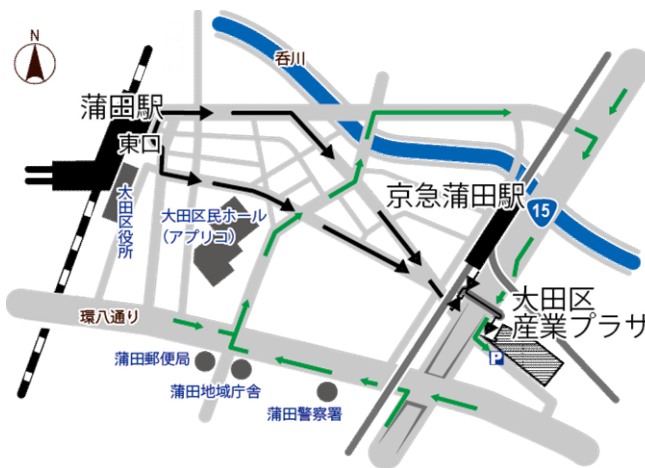 N
呑川
蒲田駅
東口
京急蒲田駅
15
大田区役所
大田区民ホール
（アプリコ）
大田区
産業プラザ
環八通り
P
蒲田郵便局
蒲田地域庁舎
蒲田警察署